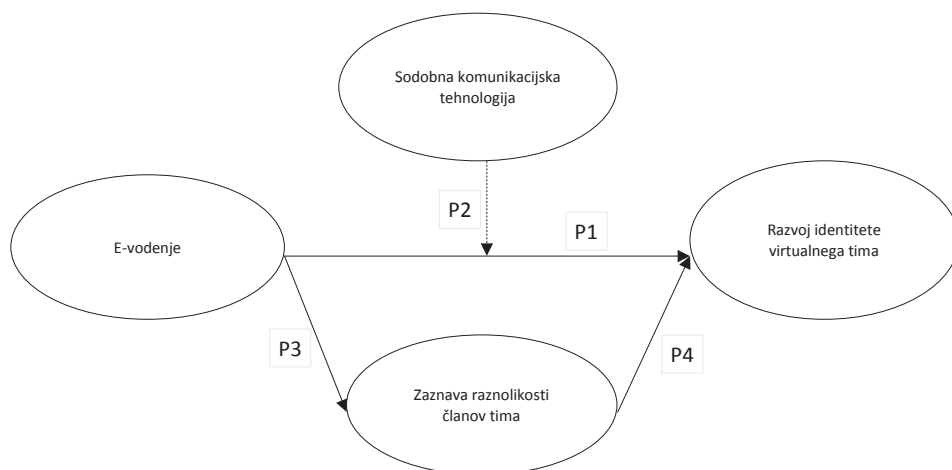 Sodobna komunikacijska
tehnologija
P2
P1
E-vodenje
Razvoj identitete
virtualnega tima
P3
P4
Zaznava raznolikosti
članov tima